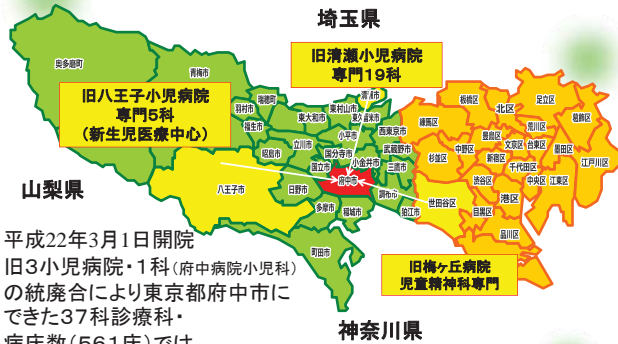 埼玉県
旧清瀬小児病院
専門19科
旧八王子小児病院
専門5科
(新生児医療中心)
奥多磨町
青梅市
瑞穂町
羽村市
福生市
清瀬市
東村山市
東久留米市
東大和市
小平市
西東京市
立川市
昭島市
国分寺市
小金井市
武蔵野市
三鷹市
国立市
府中市
調布市
狛江市
八王子市
日野市
多摩市
稲城市
町田市
板橋区
北区
足立区
葛飾区
練馬区
豊島区
荒川区
文京区
台東区
墨田区
江戸川区
杉並区
中野区
新宿区
千代田区
渋谷区
中央区
江東区
世田谷区
目黒区
港区
品川区
山梨県
平成22年3月1日開院
旧3小児病院・1科(府中病院小児科)
の統廃合により東京都府中市に
できた37科診療科・
病床数(561床)では
旧梅ヶ丘病院
児童精神科専門
神奈川県